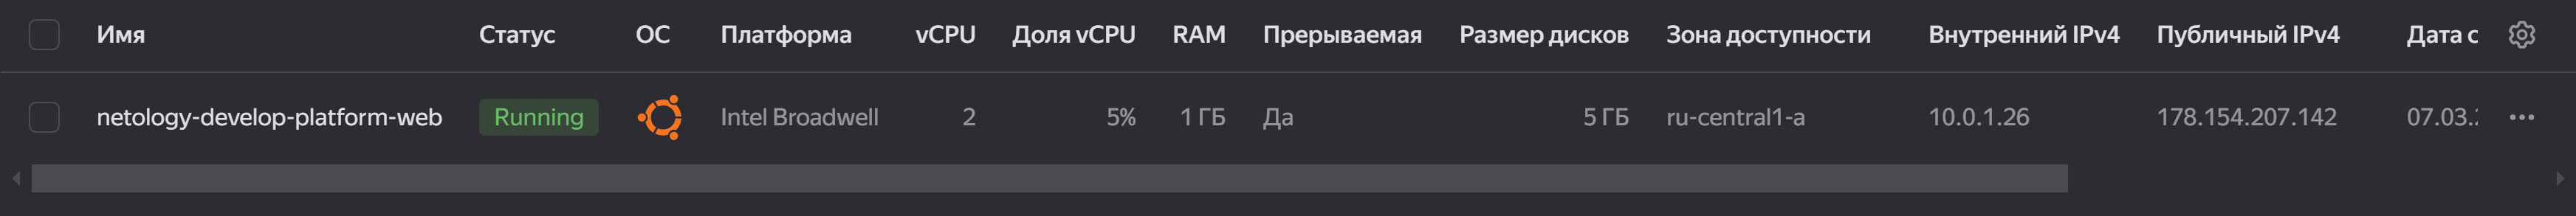 Имя Статус ОС Платформа vCPU Доля vCPU RAM Прерываемая Размер дисков Зона доступности Внутренний IPv4 Публичный IPv4 Дата с
netology-develop-platform-web Running Intel Broadwell 2 5% 1 ГБ Да 5 ГБ ru-central1-a 10.0.1.26 178.154.207.142 07.03.